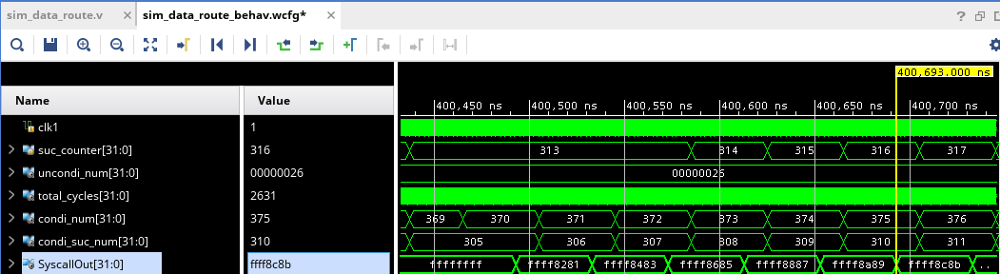 sim_data_route.v × sim_data_route_behav.wcfg* × ?
400,693.000 ns
Name Value 400,450 ns 400,500 ns 400,550 ns 400,600 ns 400,650 ns 400,700 ns
clk1 1
suc_counter[31:0] 316 313 314 315 316 317
uncondi_num[31:0] 00000026 00000026
total_cycles[31:0] 2631
condi_num[31:0] 375 369 370 371 372 373 374 375 376
condi_suc_num[31:0] 310 305 306 307 308 309 310 311
SyscallOut[31:0] ffff8c8b ffffffff ffff8281 ffff8483 ffff8685 ffff8887 ffff8a89 ffff8c8b ..